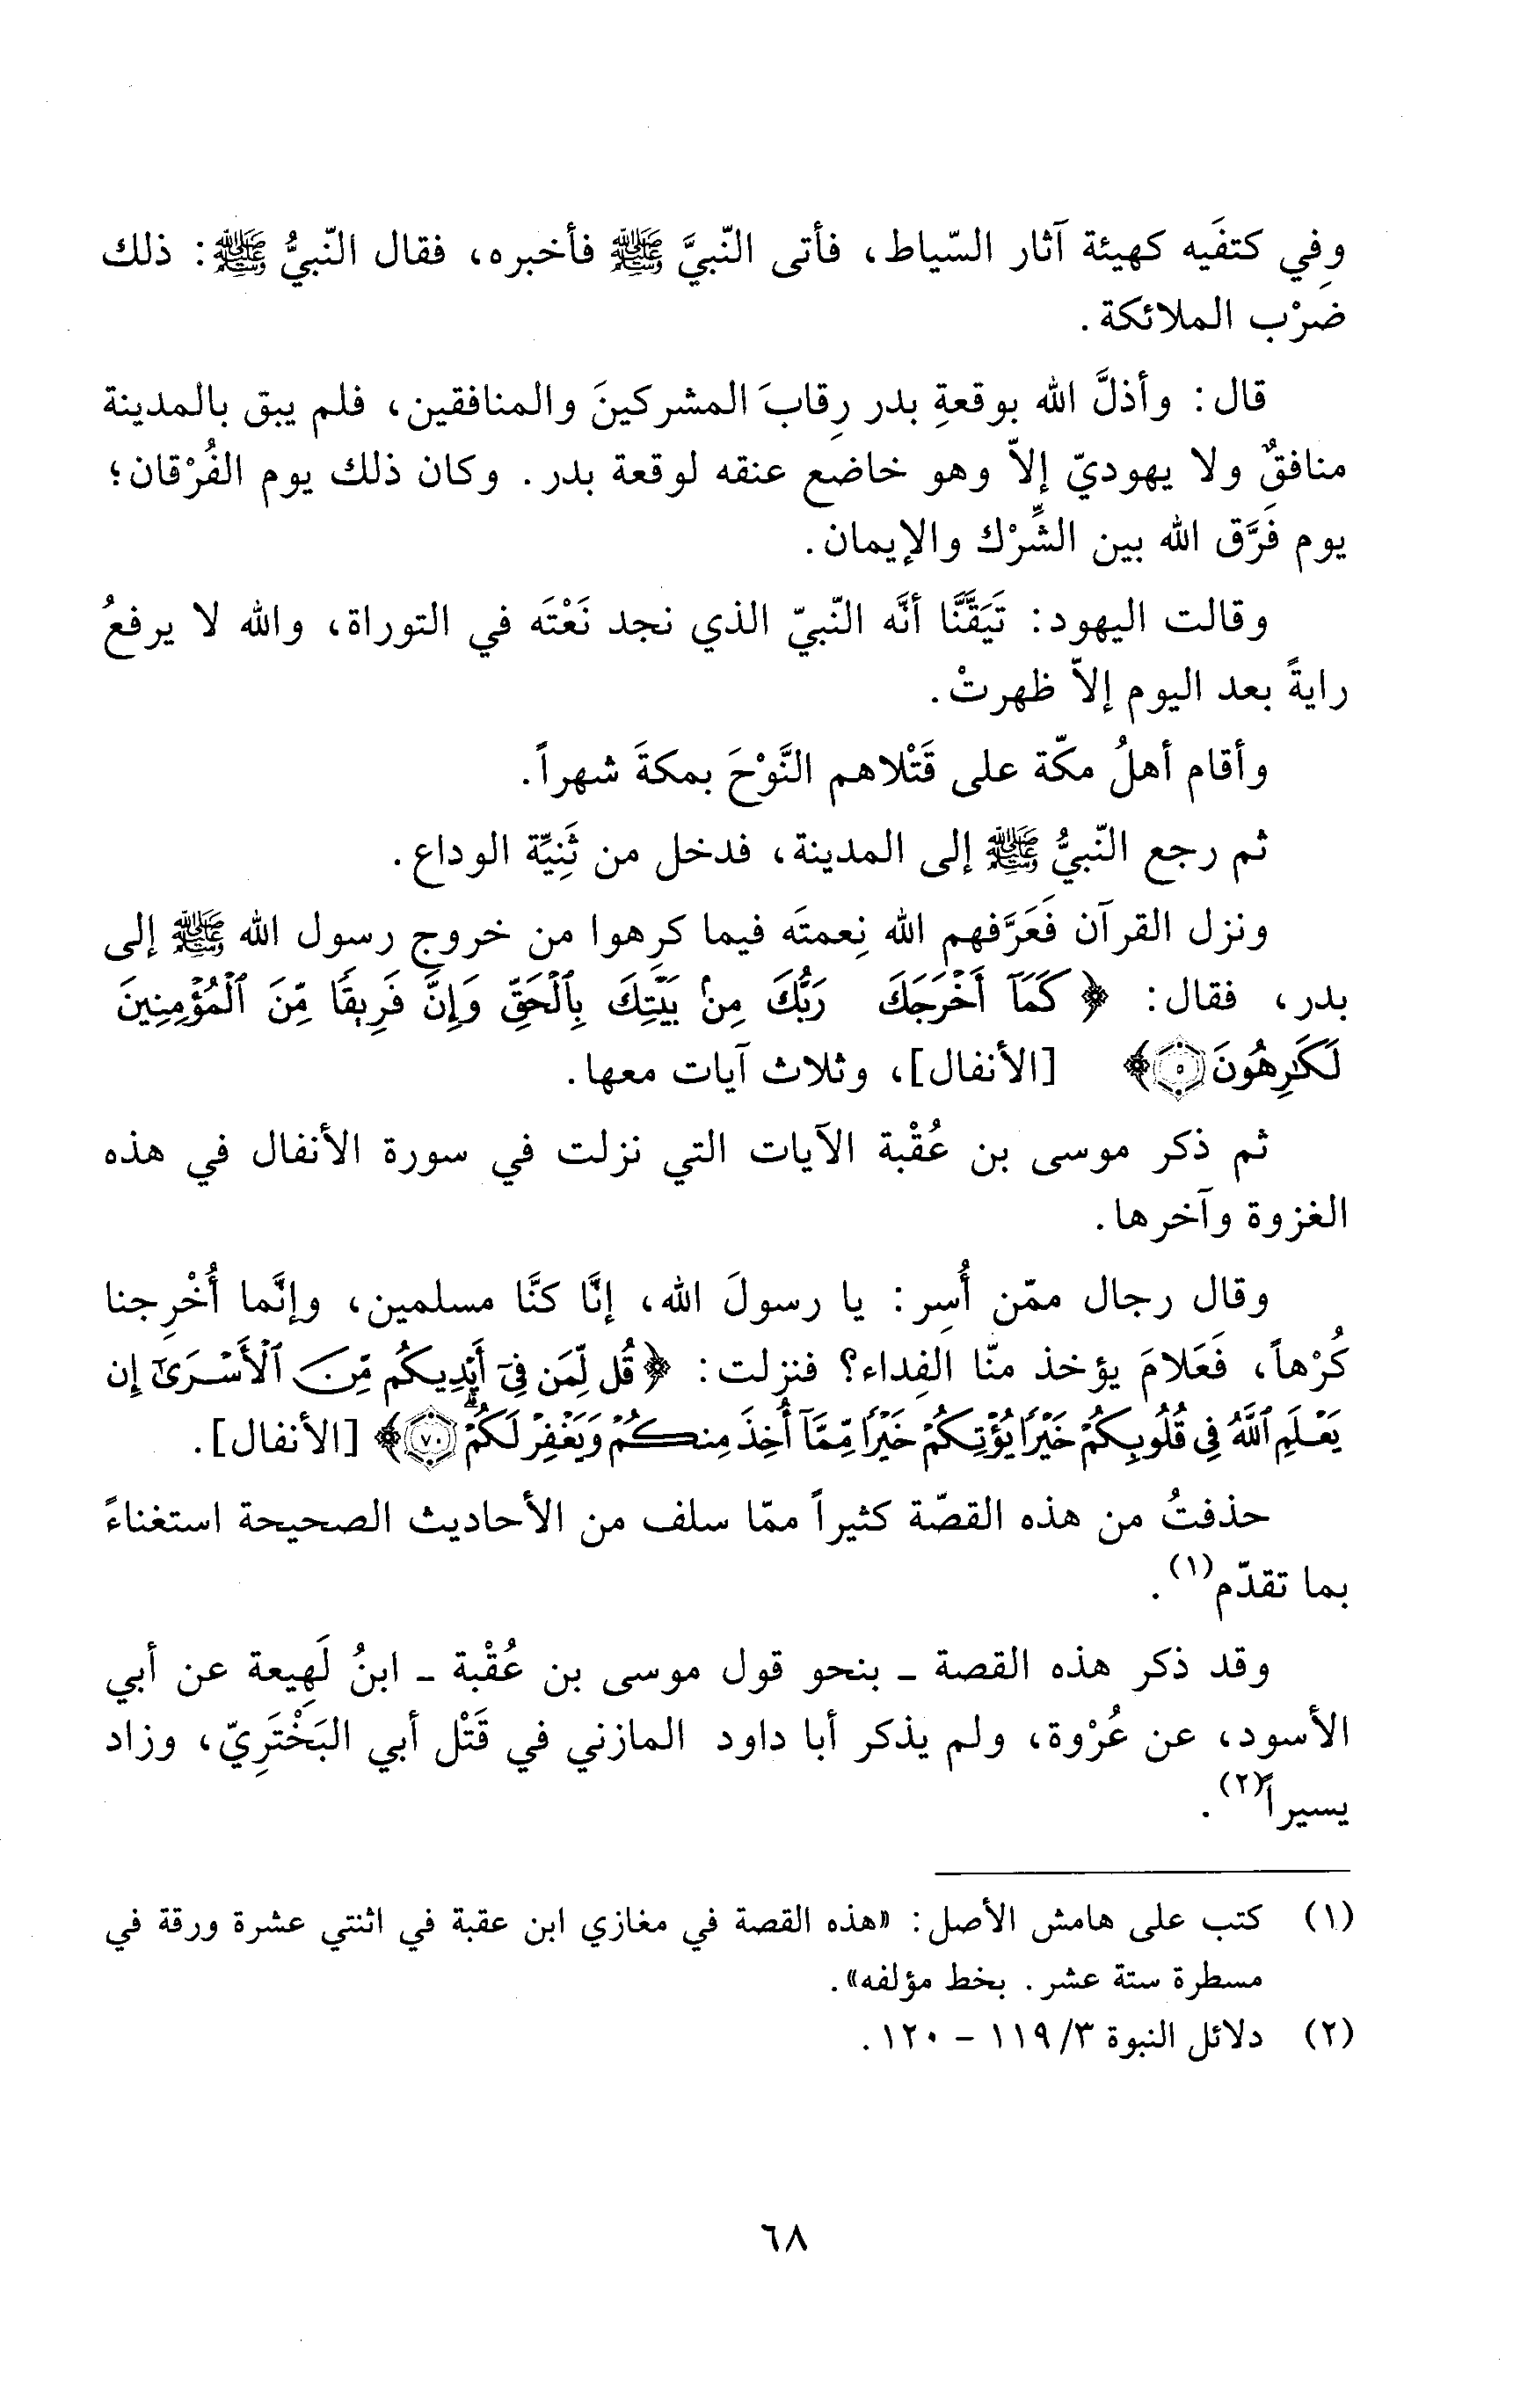 وفِي كتفَيه كهيئة آثار السّياط، فأتى النّبيَّ ﷺ فأخبره، فقال النّبيُّ ﷺ: ذلك
ضرْب الملائكة.
قال: وأذلَّ الله بوقعةِ بدر رِقابَ المشركينَ والمنافقين، فلم يبق بالمدينة
منافقٌ ولا يهوديّ إلاّ وهو خاضع عنقه لوقعة بدر. وكان ذلك يوم الفُرْقان؛
يوم فَرَّق الله بين الشِّرْك والإيمان.
وقالت اليهود: تَيَقَّنَّا أنَّه النّبيّ الذي نجد نَعْتَه في التوراة، والله لا يرفعُ
رايةً بعد اليوم إلاّ ظهرتْ.
وأقام أهلُ مكّة على قَتْلاهم النَّوْحَ بمكةَ شهراً.
ثم رجع النّبيُّ ﷺ إلى المدينة، فدخل من ثَنِيَّة الوداع.
ونزل القرآن فَعَرَّفهم الله نِعمتَه فيما كرِهوا من خروج رسول الله ﷺ إلى
بدر، فقال: ﴿كَمَآ أَخْرَجَكَ رَبُّكَ مِنۢ بَيْتِكَ بِٱلْحَقِّ وَإِنَّ فَرِيقًا مِّنَ ٱلْمُؤْمِنِينَ
لَكَٰرِهُونَ ٥﴾ [الأنفال]، وثلاث آيات معها.
ثم ذكر موسى بن عُقْبة الآيات التي نزلت في سورة الأنفال في هذه
الغزوة وآخرها.
وقال رجال ممّن أُسِر: يا رسولَ الله، إنَّا كنَّا مسلمين، وإنَّما أُخْرِجنا
كُرْهاً، فَعَلامَ يؤخذ منّا الفِداء؟ فنزلت: ﴿قُل لِّمَن فِىٓ أَيْدِيكُم مِّنَ ٱلْأَسْرَىٰٓ إِن
يَعْلَمِ ٱللَّهُ فِى قُلُوبِكُمْ خَيْرًا يُؤْتِكُمْ خَيْرًا مِّمَّآ أُخِذَ مِنكُمْ وَيَغْفِرْ لَكُمْۗ ٧٠﴾ [الأنفال].
حذفتُ من هذه القصّة كثيراً ممّا سلف من الأحاديث الصحيحة استغناءً
بما تقدّم(١).
وقد ذكر هذه القصة ـ بنحو قول موسى بن عُقْبة ـ ابنُ لَهِيعة عن أبي
الأسود، عن عُرْوة، ولم يذكر أبا داود المازني في قَتْل أبي البَخْتَرِيّ، وزاد
يسيراً(٢).
(١) كتب على هامش الأصل: «هذه القصة في مغازي ابن عقبة في اثنتي عشرة ورقة في
مسطرة ستة عشر. بخط مؤلفه».
(٢) دلائل النبوة ٣/ ١١٩ – ١٢٠.
٦٨